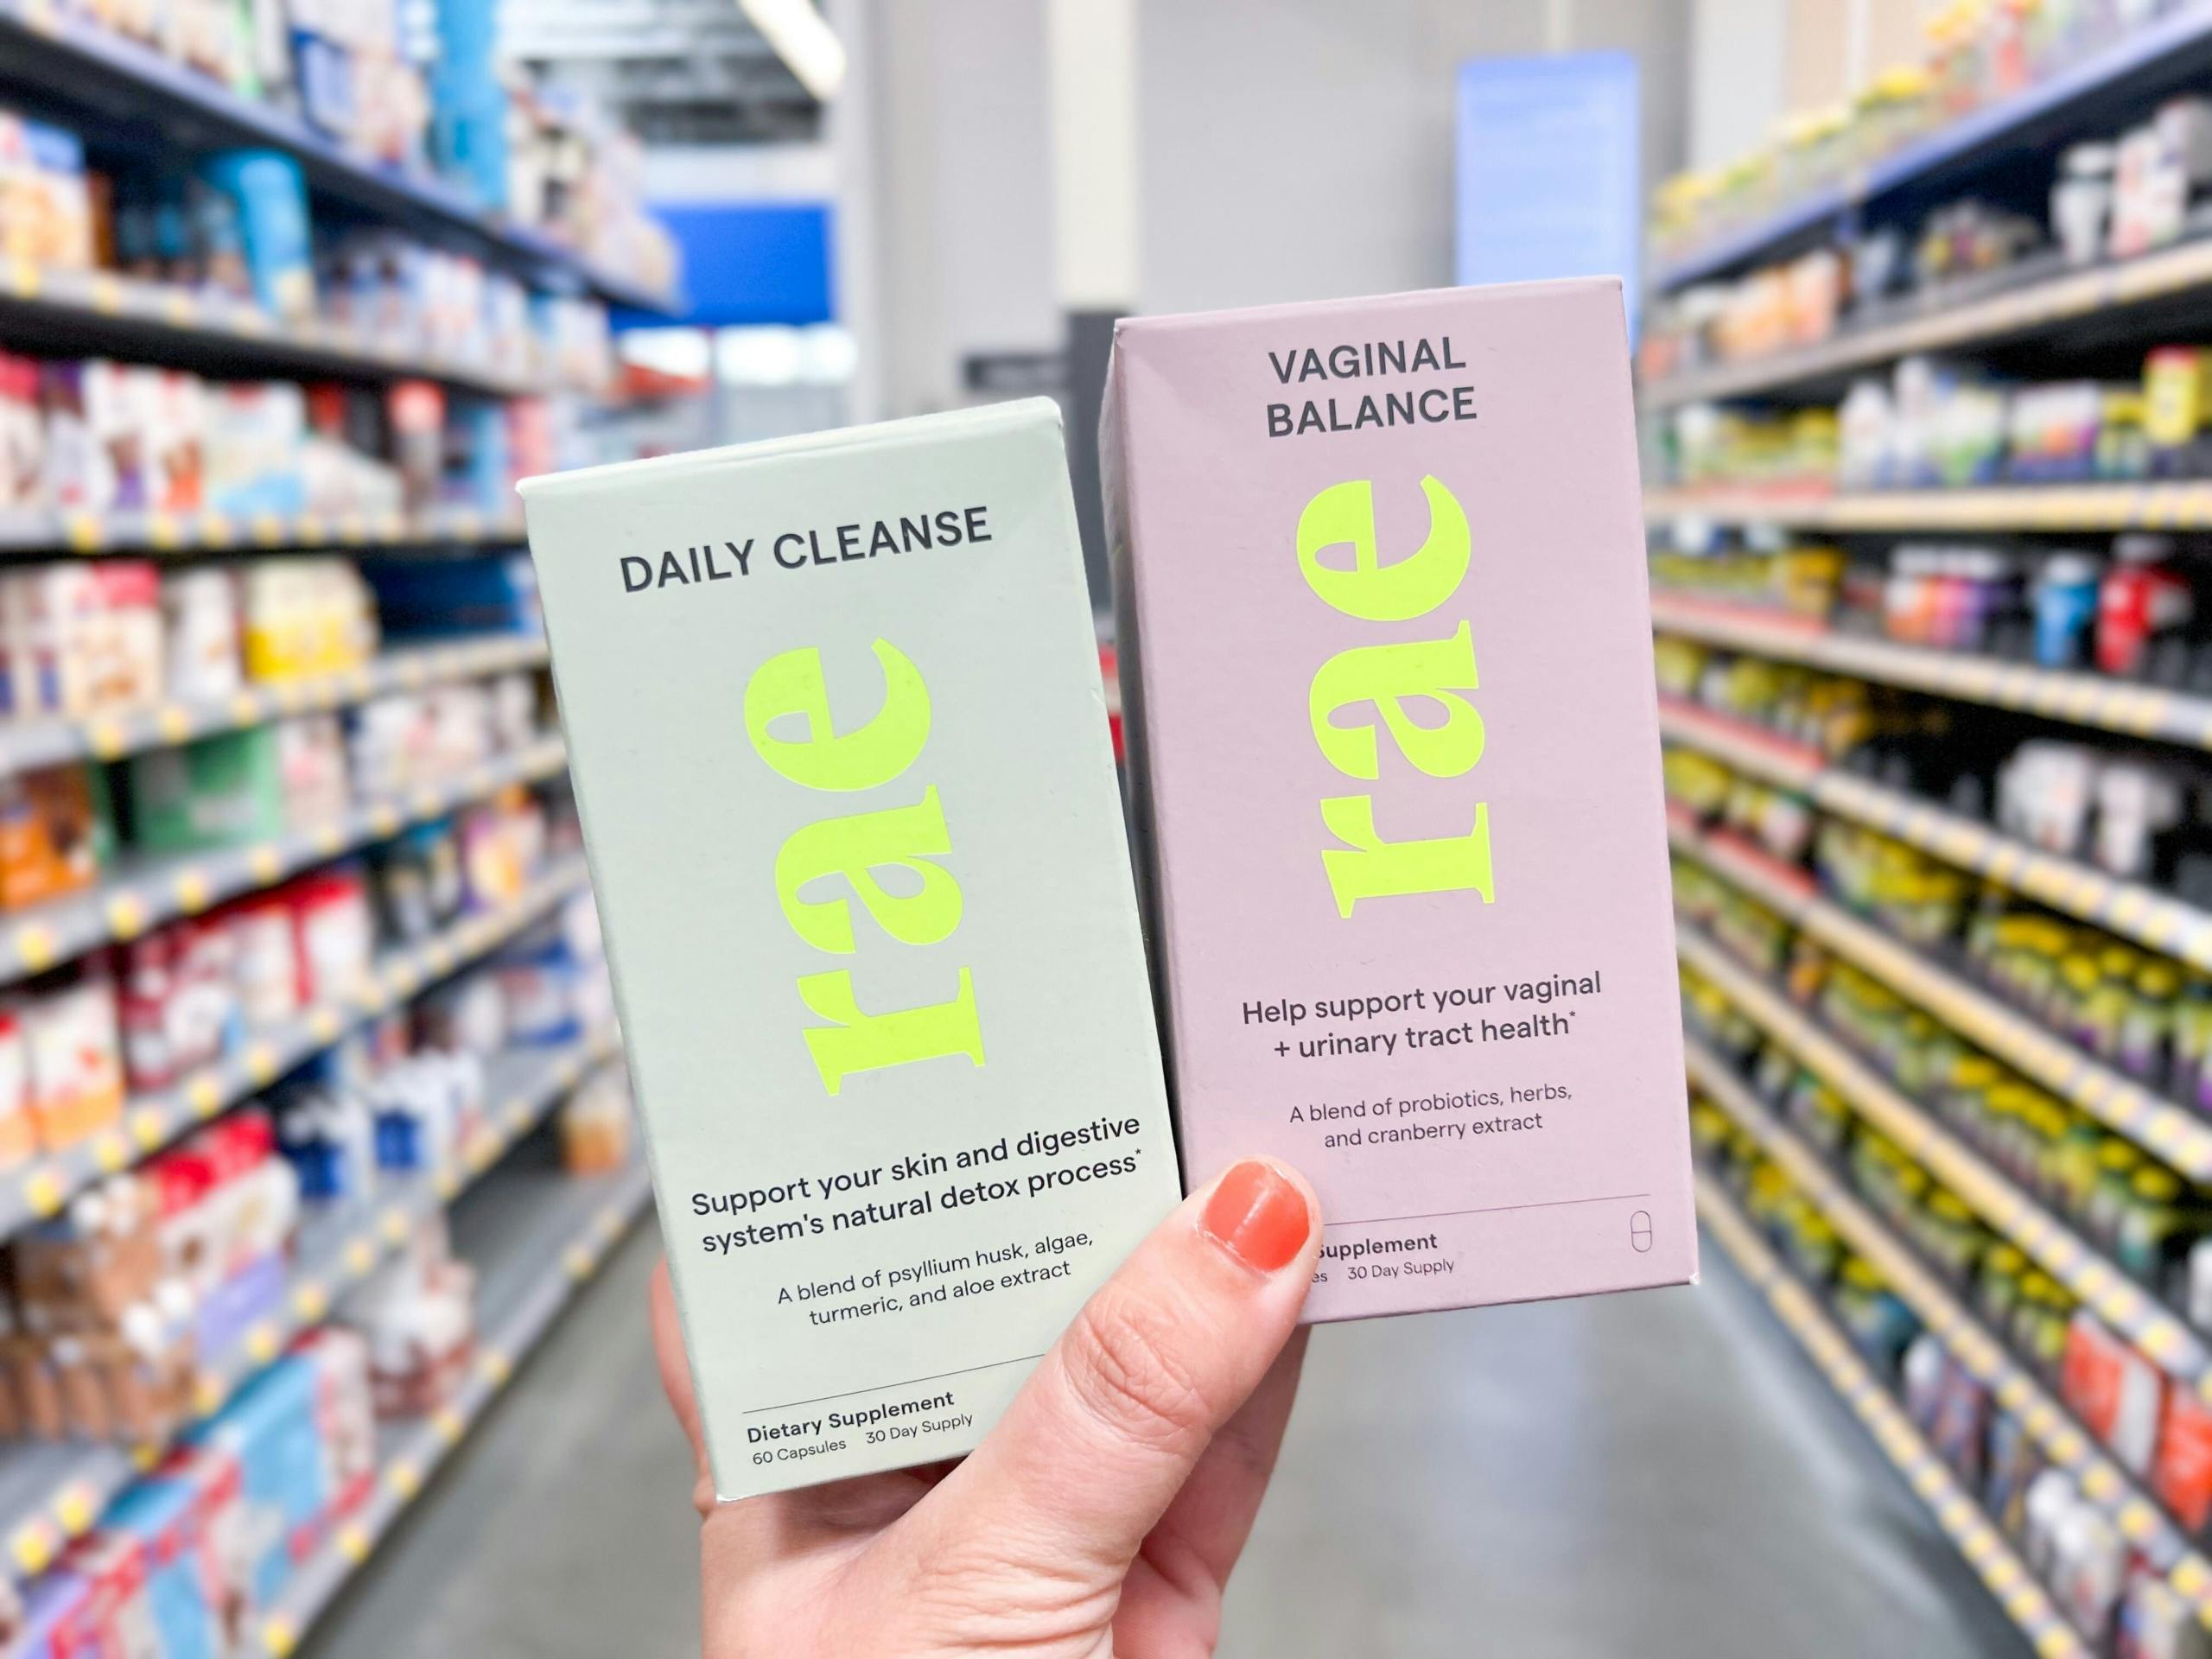 DAILY CLEANSE
rae
Support your skin and digestive
system's natural detox process*
A blend of psyllium husk, algae,
turmeric, and aloe extract
Dietary Supplement
60 Capsules 30 Day Supply
VAGINAL
BALANCE
rae
Help support your vaginal
+ urinary tract health*
A blend of probiotics, herbs,
and cranberry extract
Supplement
30 Day Supply